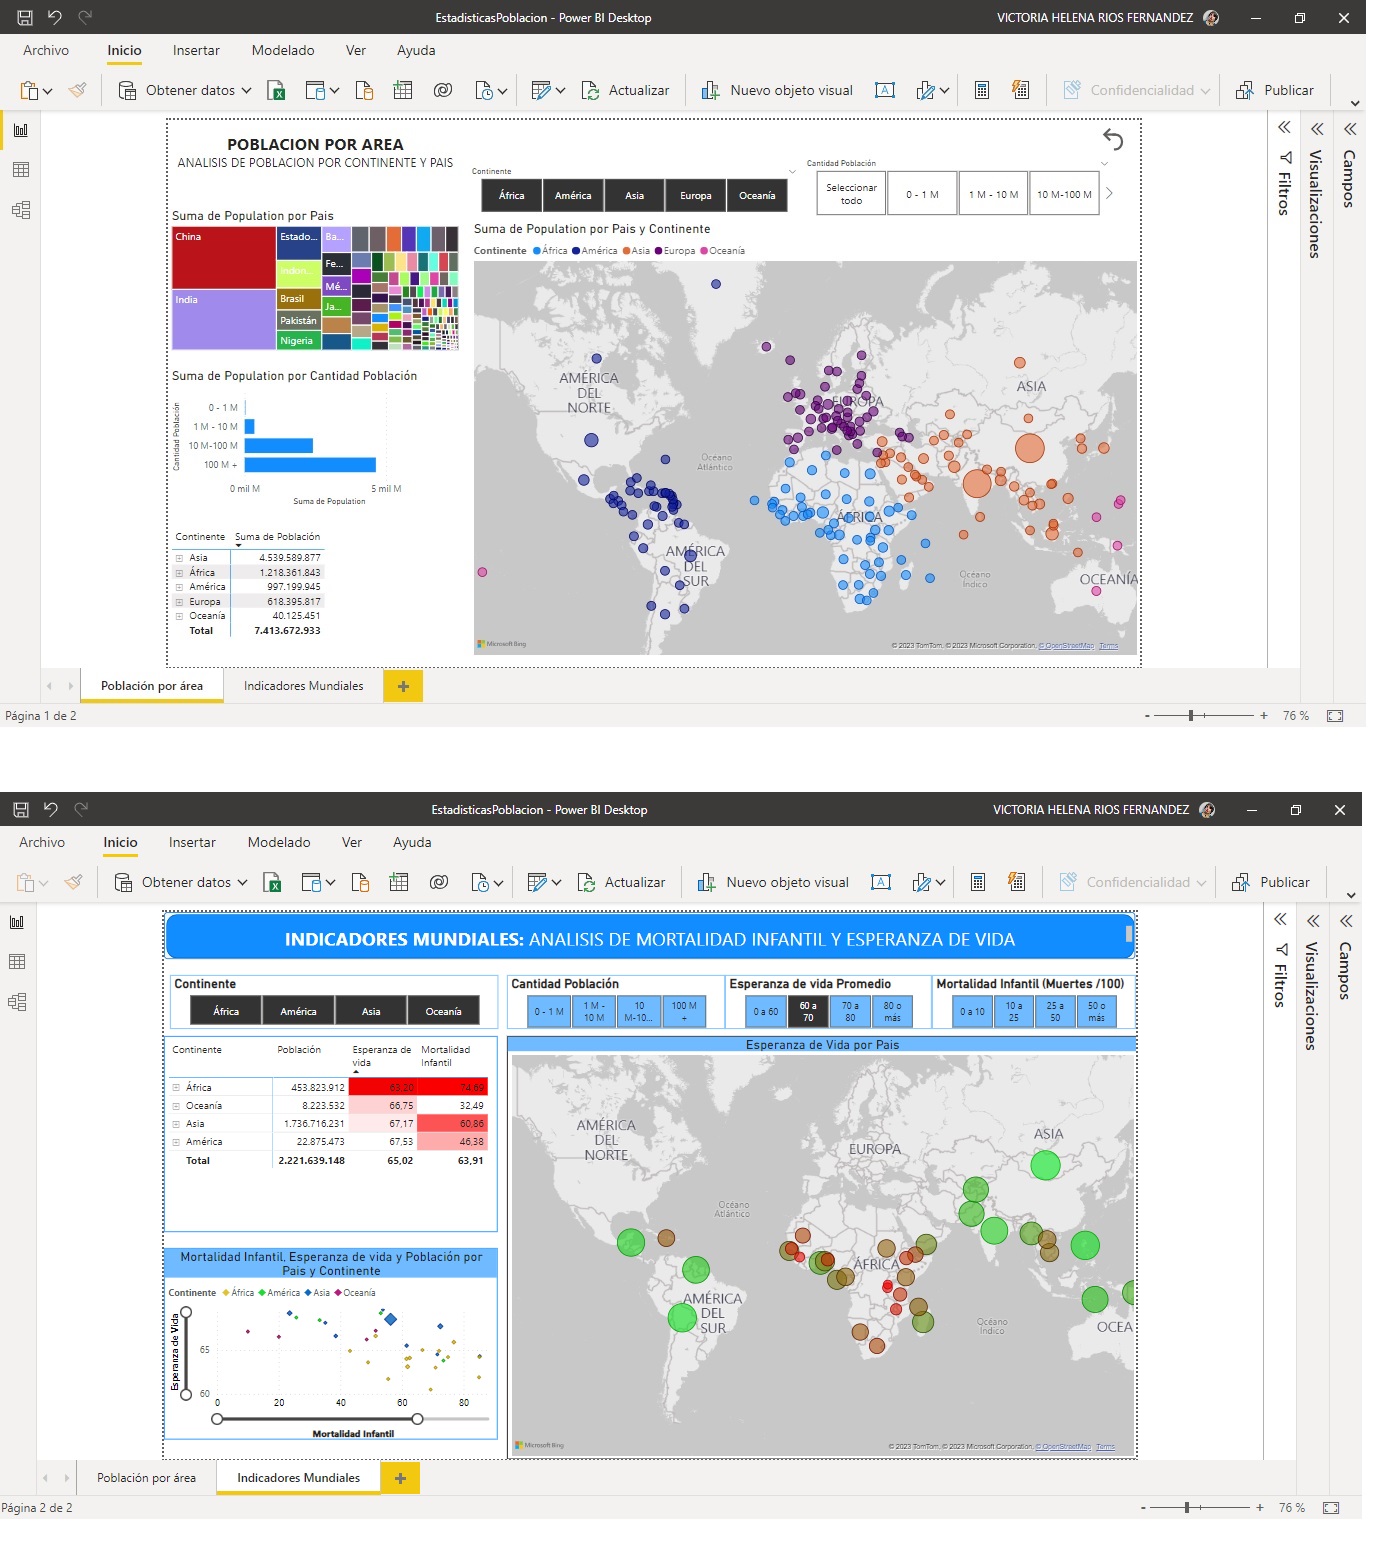 EstadisticasPoblacion - Power BI Desktop
VICTORIA HELENA RIOS FERNANDEZ
Archivo Inicio Insertar Modelado Ver Ayuda
Obtener datos Actualizar Nuevo objeto visual Confidencialidad Publicar
POBLACION POR AREA
ANALISIS DE POBLACION POR CONTINENTE Y PAIS
Continente
África América Asia Europa Oceanía
Cantidad Población
Seleccionar todo
0 - 1 M
1 M - 10 M
10 M-100 M
Filtros
Visualizaciones
Campos
Suma de Population por Pais
China
Estado...
Ba...
Indon...
Fe...
India
Brasil
Mé...
Pakistán
Ja...
Nigeria
Suma de Population por Pais y Continente
Continente África América Asia Europa Oceanía
AMÉRICA
DEL
NORTE
EUROPA
ASIA
Océano
Atlántico
ÁFRICA
AMÉRICA
DEL
SUR
Océano
Índico
OCEANÍA
Microsoft Bing
© 2023 TomTom, © 2023 Microsoft Corporation, © OpenStreetMap Terms
Suma de Population por Cantidad Población
Cantidad Población
0 - 1 M
1 M - 10 M
10 M-100 M
100 M +
0 mil M 5 mil M
Suma de Population
Continente Suma de Población
Asia 4.539.589.877
África 1.218.361.843
América 997.199.945
Europa 618.395.817
Oceanía 40.125.451
Total 7.413.672.933
Población por área Indicadores Mundiales +
Página 1 de 2
- + 76 %
EstadisticasPoblacion - Power BI Desktop
VICTORIA HELENA RIOS FERNANDEZ
Archivo Inicio Insertar Modelado Ver Ayuda
Obtener datos Actualizar Nuevo objeto visual Confidencialidad Publicar
INDICADORES MUNDIALES: ANALISIS DE MORTALIDAD INFANTIL Y ESPERANZA DE VIDA
Filtros
Visualizaciones
Campos
Continente
África América Asia Oceanía
Cantidad Población
0 - 1 M
1 M - 10 M
10 M-10...
100 M +
Esperanza de vida Promedio
0 a 60
60 a 70
70 a 80
80 o más
Mortalidad Infantil (Muertes /100)
0 a 10
10 a 25
25 a 50
50 o más
Continente Población Esperanza de vida Mortalidad Infantil
África 453.823.912 63,20 74,69
Oceanía 8.223.532 66,75 32,49
Asia 1.736.716.231 67,17 60,86
América 22.875.473 67,53 46,38
Total 2.221.639.148 65,02 63,91
Esperanza de Vida por Pais
AMÉRICA
DEL
NORTE
EUROPA
ASIA
Océano
Atlántico
ÁFRICA
AMÉRICA
DEL
SUR
Océano
Índico
OCEA
Microsoft Bing
© 2023 TomTom, © 2023 Microsoft Corporation, © OpenStreetMap Terms
Mortalidad Infantil, Esperanza de vida y Población por
Pais y Continente
Continente África América Asia Oceanía
Esperanza de Vida
65
60
0 20 40 60 80
Mortalidad Infantil
Población por área Indicadores Mundiales +
Página 2 de 2
- + 76 %